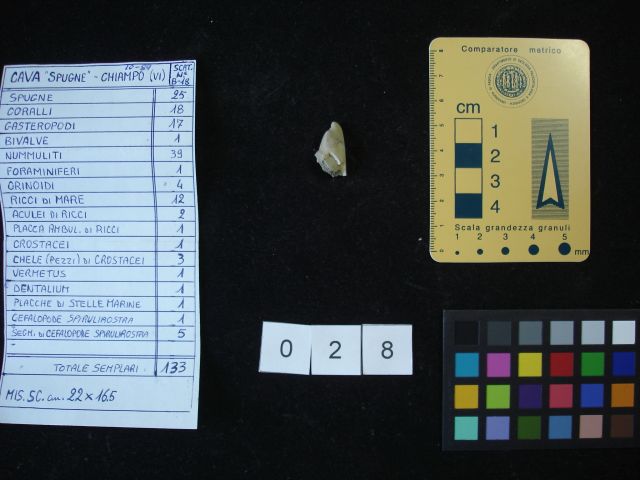 10-54
CAVA "SPUGNE" - CHIAMPO (VI) SCAT. N° B-18
SPUGNE 25
CORALLI 18
GASTEROPODI 17
BIVALVE 1
NUMMULITI 39
FORAMINIFERI 1
CRINOIDI 4
RICCI DI MARE 12
ACULEI DI RICCI 2
PLACCA AMBUL. DI RICCI 1
CROSTACEI 1
CHELE (PEZZI) DI CROSTACEI 3
VERMETUS 1
DENTALIUM 1
PLACCHE DI STELLE MARINE 1
CEFALOPODE SPIRULIROSTRA 1
SEGM. DI CEFALOPODE SPIRULIROSTRA 5
TOTALE SEMPLARI 133
MIS. SC. cm. 22 x 16.5
0 2 8
Comparatore metrico
cm
1
2
3
4
Scala grandezza granuli
1 2 3 4 5 mm